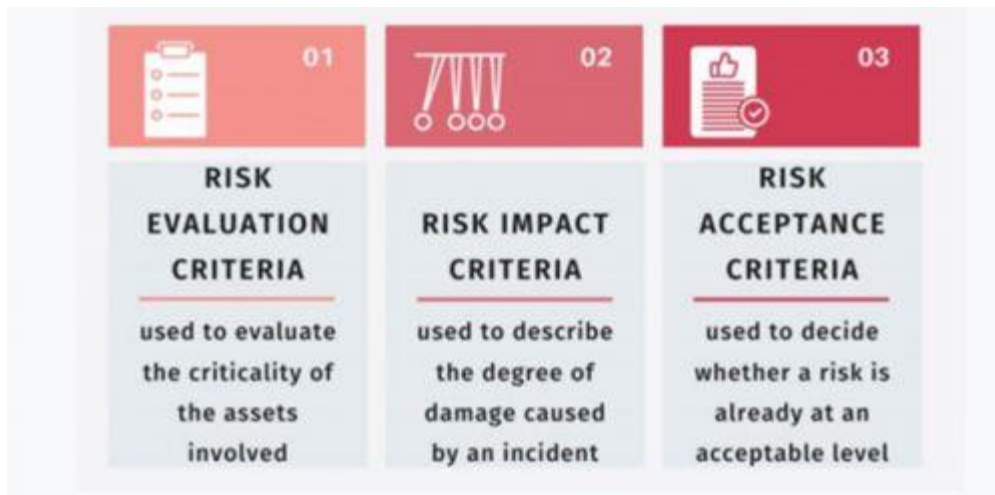 01
RISK
EVALUATION
CRITERIA
used to evaluate
the criticality of
the assets
involved
02
RISK IMPACT
CRITERIA
used to describe
the degree of
damage caused
by an incident
03
RISK
ACCEPTANCE
CRITERIA
used to decide
whether a risk is
already at an
acceptable level